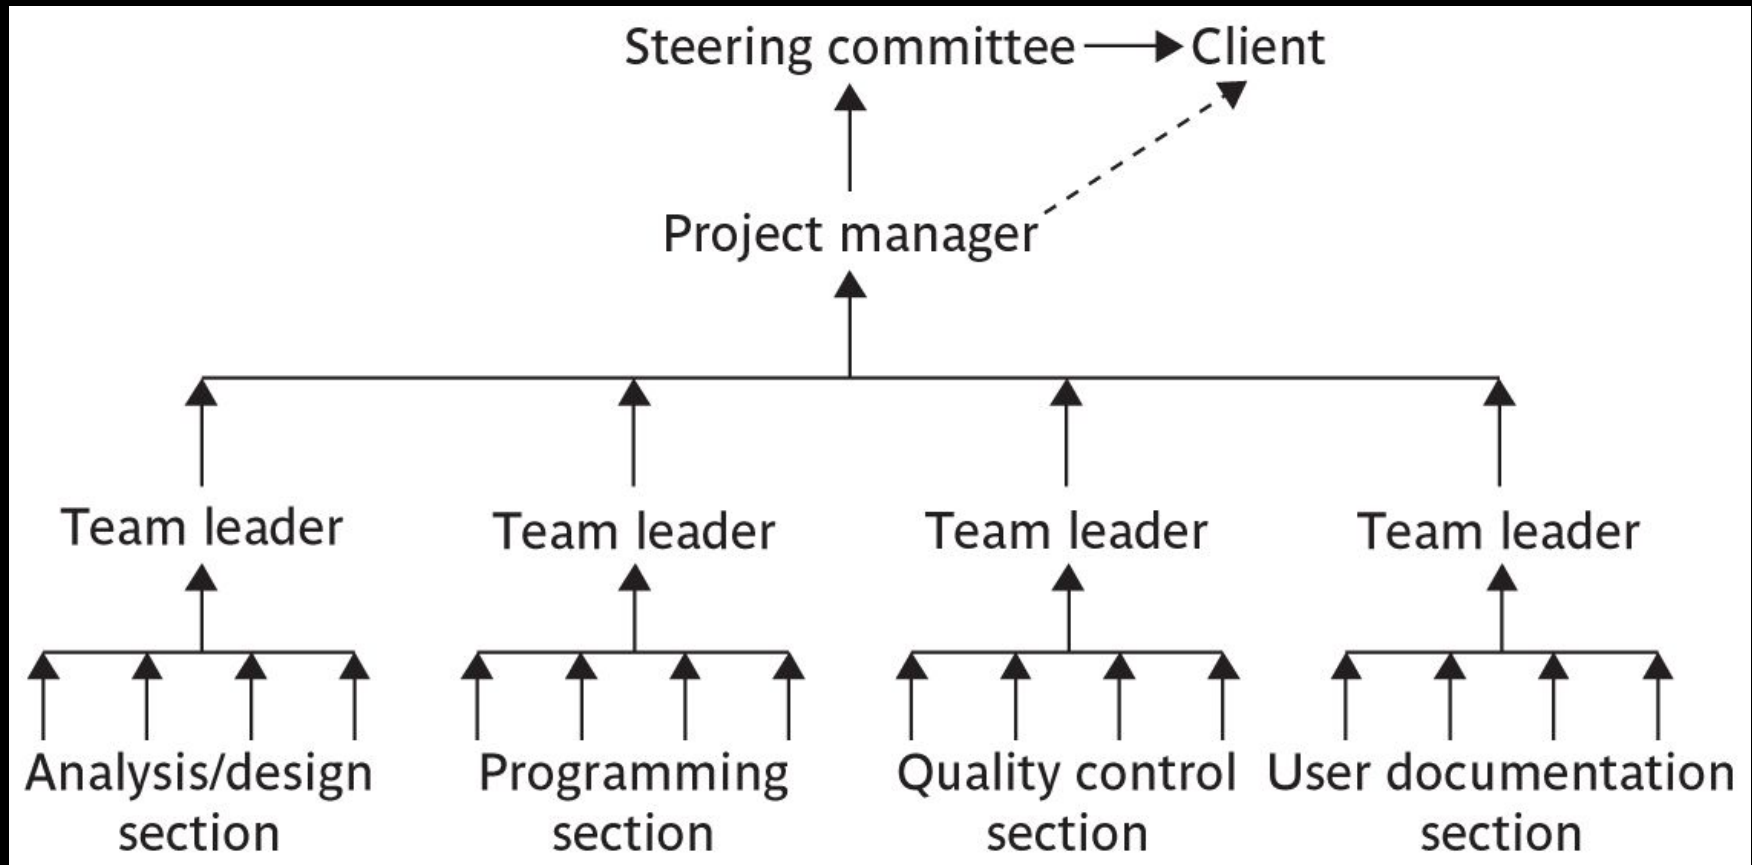 Steering committee Client
Project manager
Team leader Team leader Team leader Team leader
Analysis/design Programming Quality control User documentation
section section section section